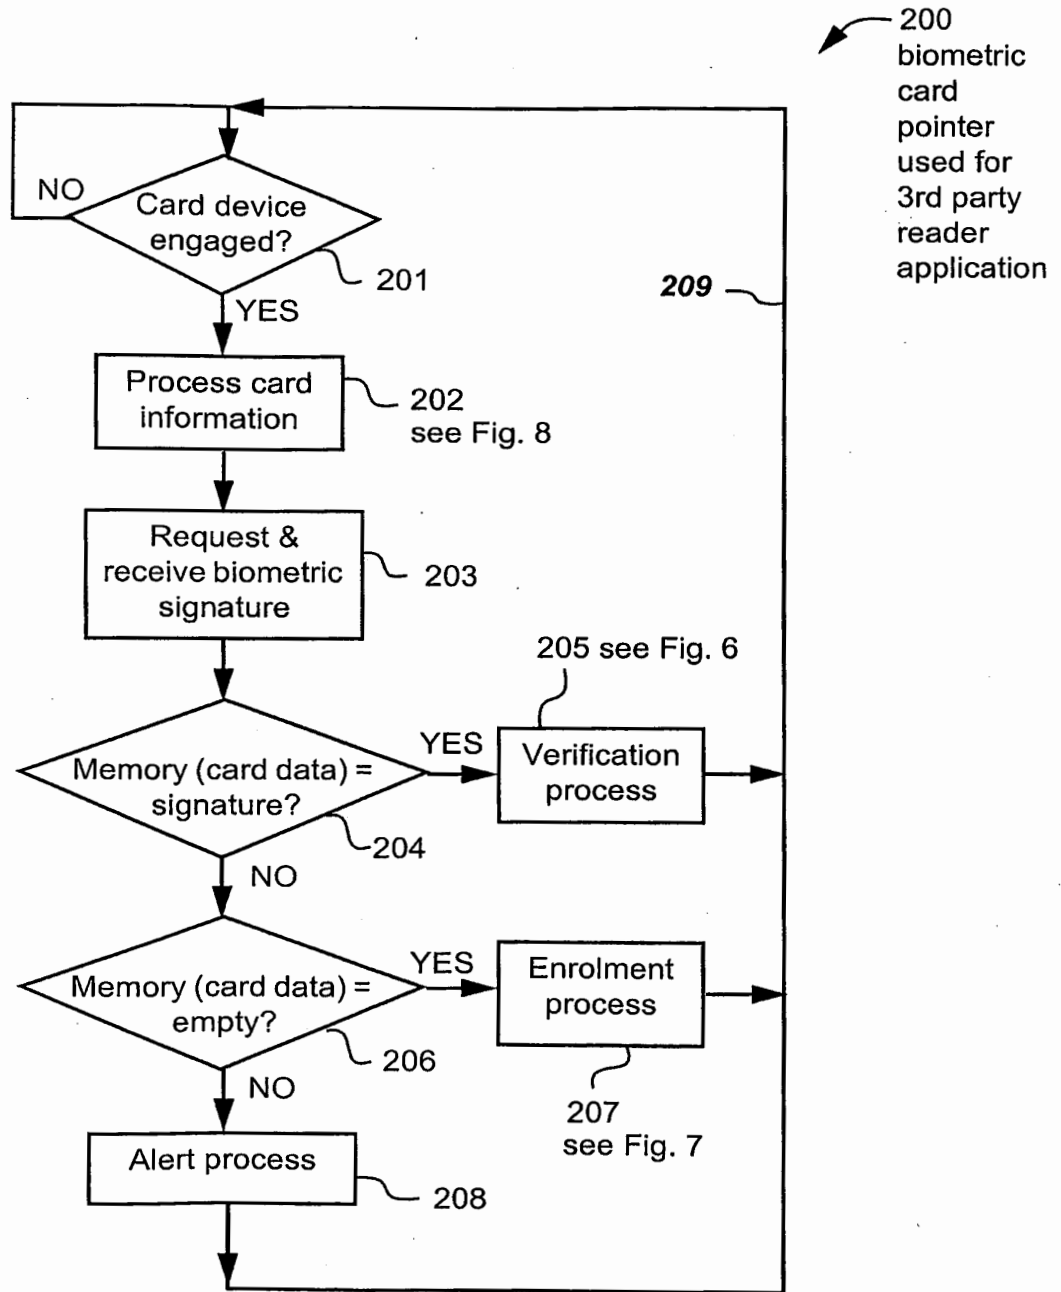 200
biometric
card
pointer
used for
3rd party
reader
application
NO
Card device
engaged?
201
209
YES
Process card
information
202
see Fig. 8
Request &
receive biometric
signature
203
205 see Fig. 6
YES
Verification
process
Memory (card data) =
signature?
204
NO
YES
Enrolment
process
Memory (card data) =
empty?
206
NO
207
see Fig. 7
Alert process
208